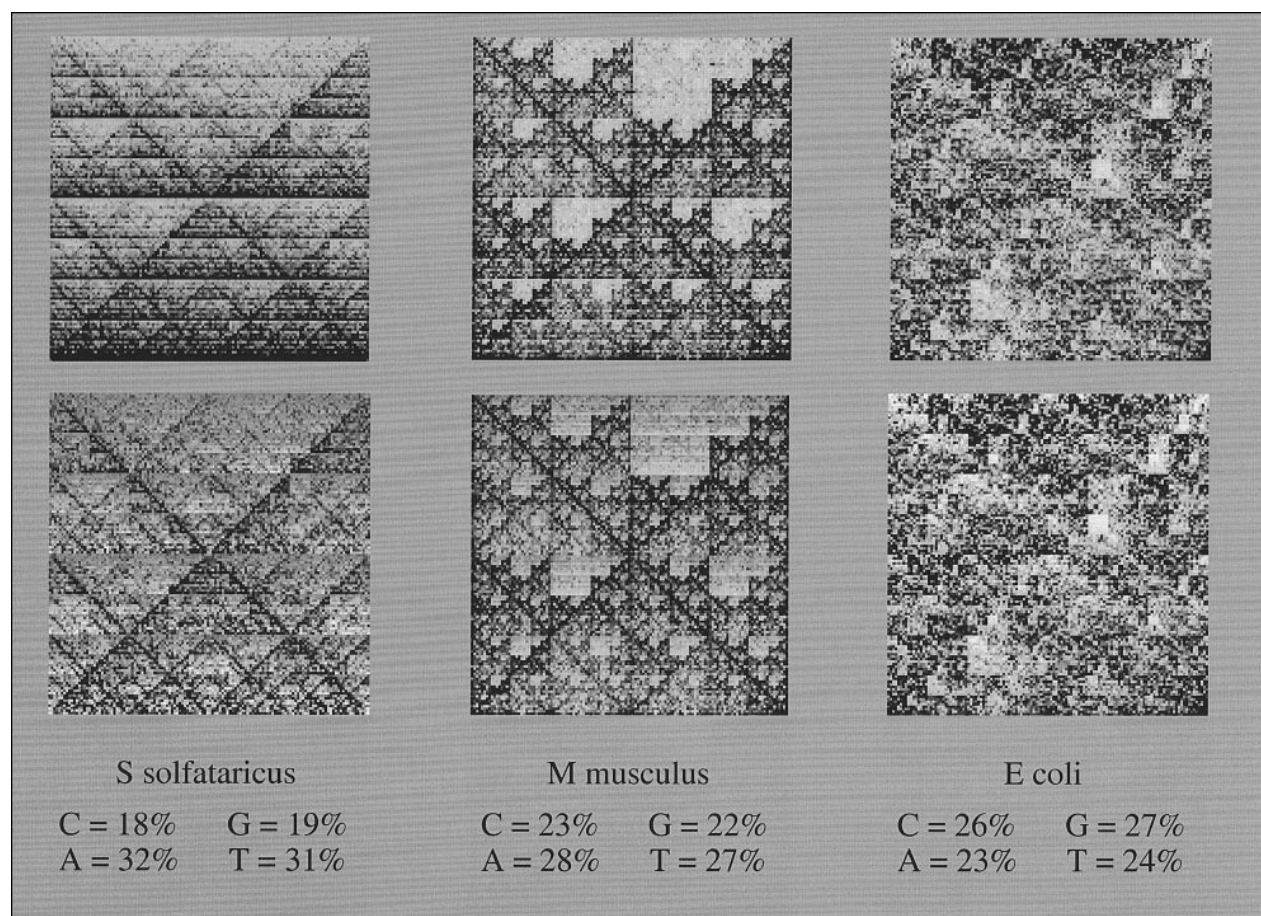 S solfataricus M musculus E coli
C = 18% G = 19% C = 23% G = 22% C = 26% G = 27%
A = 32% T = 31% A = 28% T = 27% A = 23% T = 24%